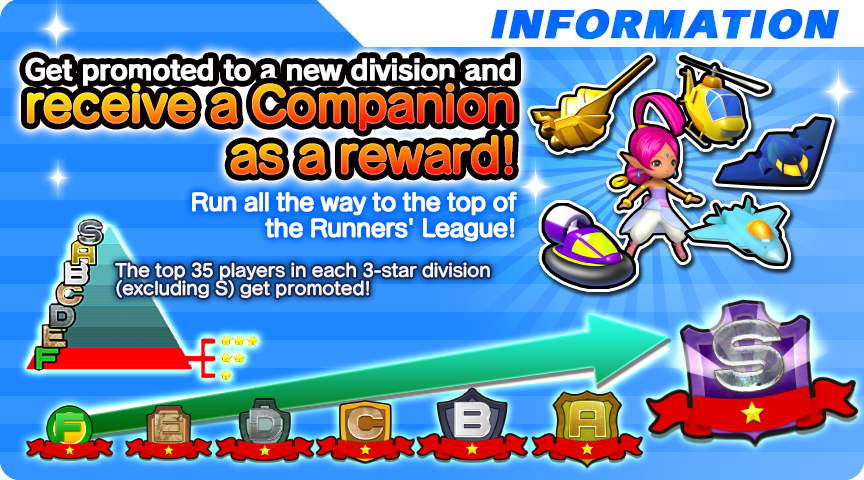 INFORMATION
Get promoted to a new division and
receive a Companion
as a reward!
Run all the way to the top of
the Runners' League!
The top 35 players in each 3-star division
(excluding S) get promoted!
S
A
B
C
D
E
F
F
E
D
C
B
A
S